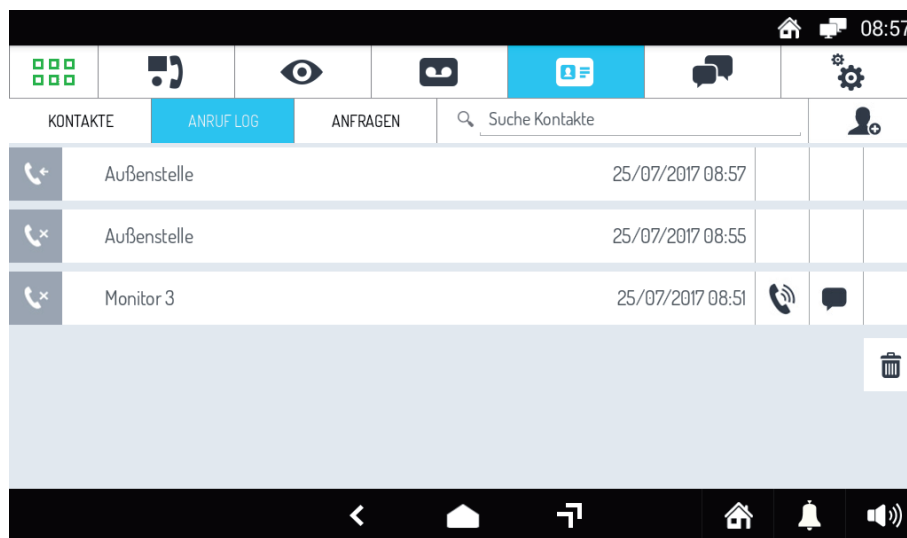 08:57
KONTAKTE ANRUF LOG ANFRAGEN Suche Kontakte
Außenstelle 25/07/2017 08:57
Außenstelle 25/07/2017 08:55
Monitor 3 25/07/2017 08:51